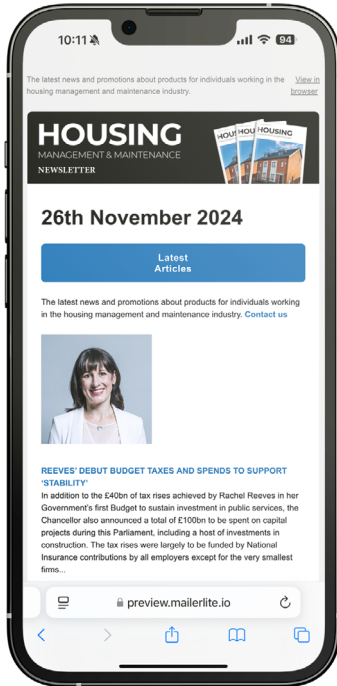 10:11
94
The latest news and promotions about products for individuals working in the
housing management and maintenance industry.
View in
browser
HOUSING
MANAGEMENT & MAINTENANCE
NEWSLETTER
HOUSING
26th November 2024
Latest
Articles
The latest news and promotions about products for individuals working
in the housing management and maintenance industry. Contact us
REEVES' DEBUT BUDGET TAXES AND SPENDS TO SUPPORT
‘STABILITY’
In addition to the £40bn of tax rises achieved by Rachel Reeves in her
Government's first Budget to sustain investment in public services, the
Chancellor also announced a total of £100bn to be spent on capital
projects during this Parliament, including a host of investments in
construction. The tax rises were largely to be funded by National
Insurance contributions by all employers except for the very smallest
firms...
preview.mailerlite.io